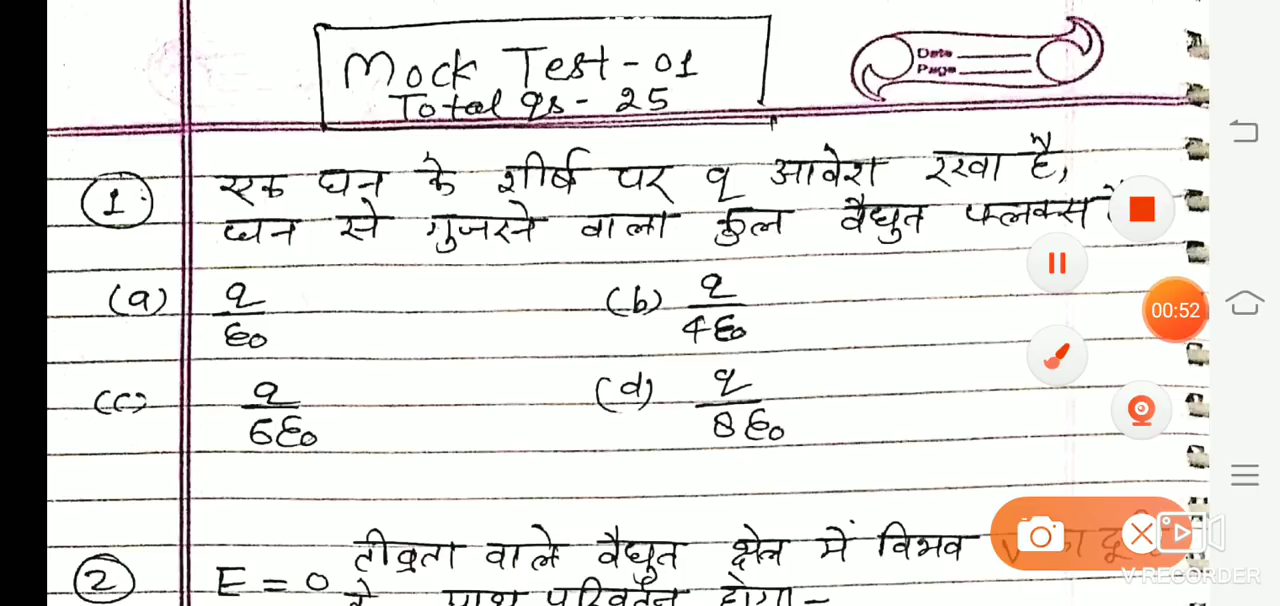 Mock Test-01
Total qs- 25
Date
Page
1. एक घन के शीर्ष पर q आवेश रखा है,
घन से गुजरने वाला कुल वैद्युत फ्लक्स है
(a) q/ε0 (b) q/4ε0
(c) q/6ε0 (d) q/8ε0
00:52
2 E = 0 तीव्रता वाले वैद्युत क्षेत्र में विभव V का
साथ परिवर्तन होगा-
V RECORDER